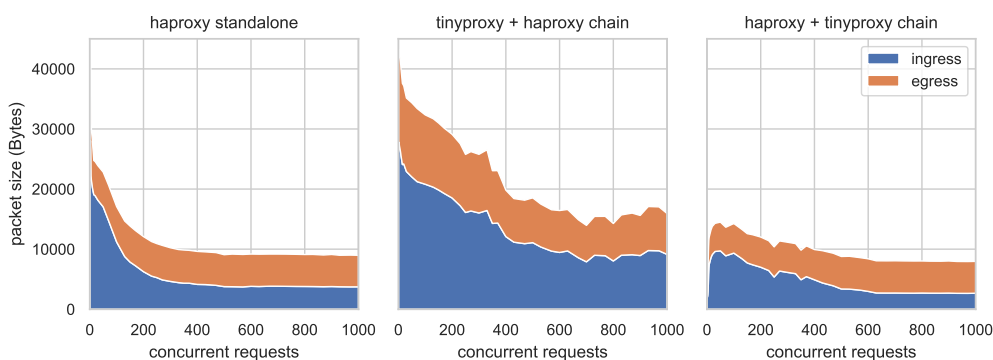 haproxy standalone
tinyproxy + haproxy chain
haproxy + tinyproxy chain
packet size (Bytes)
40000
30000
20000
10000
0
ingress
egress
0 200 400 600 800 1000
0 200 400 600 800 1000
0 200 400 600 800 1000
concurrent requests
concurrent requests
concurrent requests